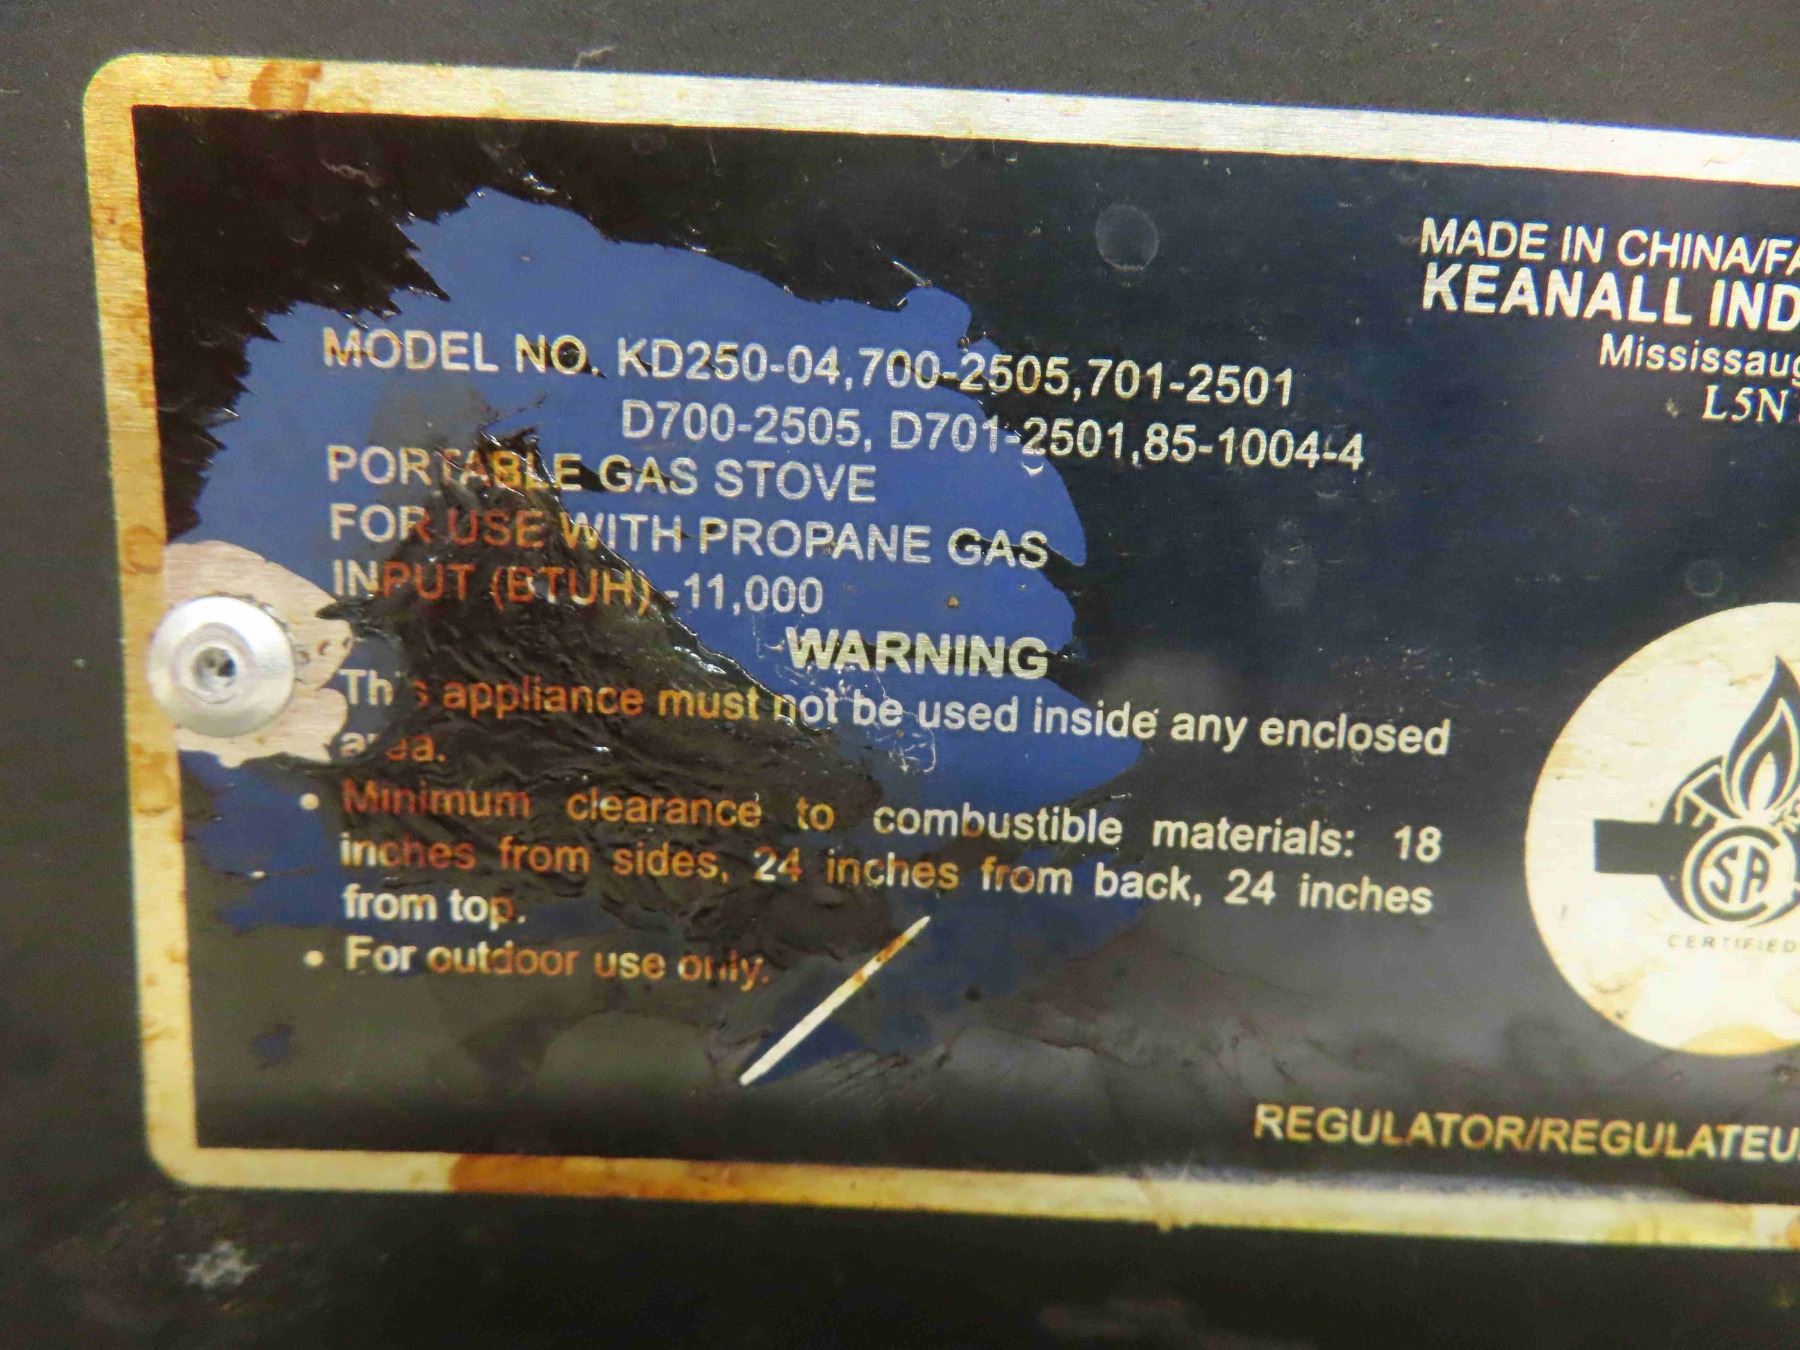 MADE IN CHINA/FA
KEANALL IND
Mississaug
L5N
MODEL NO. KD250-04,700-2505,701-2501
D700-2505, D701-2501,85-1004-4
PORTABLE GAS STOVE
FOR USE WITH PROPANE GAS
INPUT (BTUH) -11,000
WARNING
This appliance must not be used inside any enclosed
area.
• Minimum clearance to combustible materials: 18
inches from sides, 24 inches from back, 24 inches
from top.
• For outdoor use only.
CSA
CERTIFIED
REGULATOR/REGULATEU